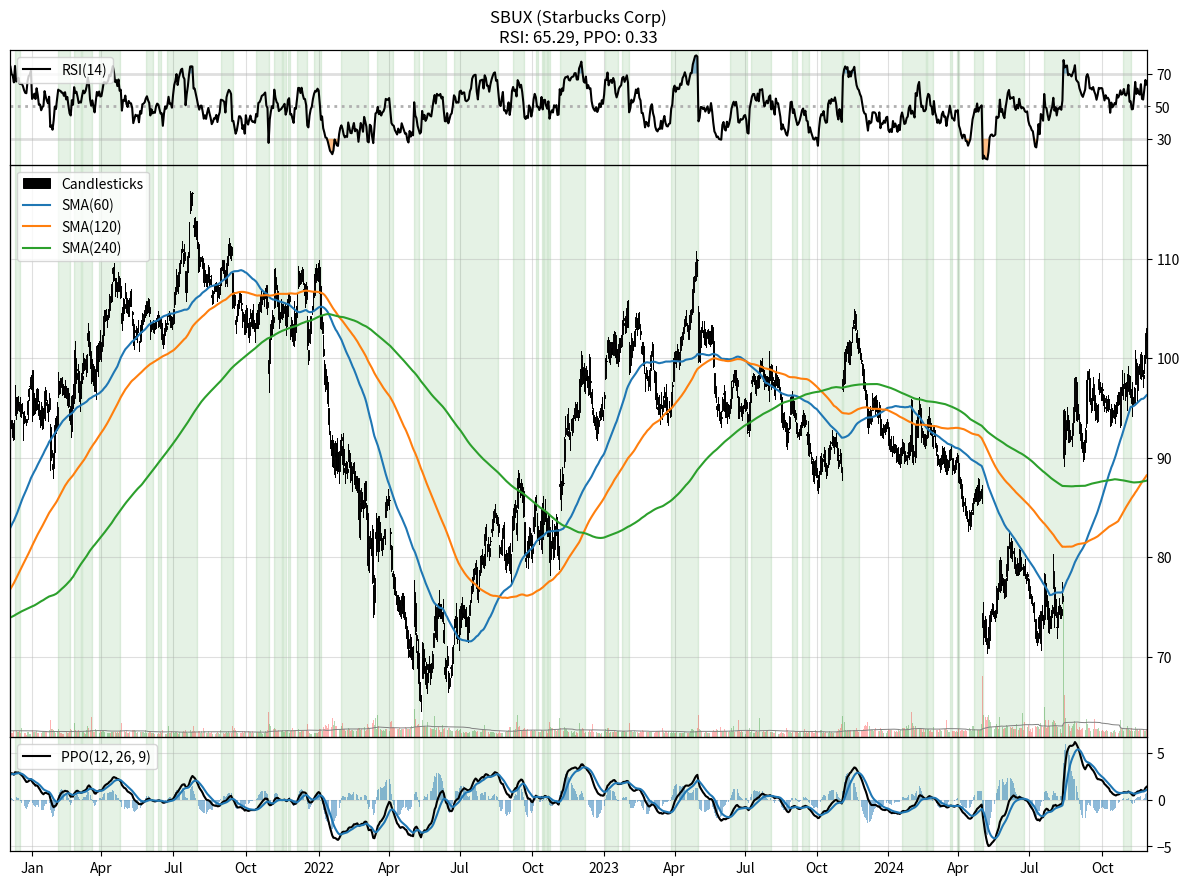 SBUX (Starbucks Corp)
RSI: 65.29, PPO: 0.33
RSI(14)
70
50
30
Candlesticks
SMA(60)
SMA(120)
SMA(240)
110
100
90
80
70
PPO(12, 26, 9)
5
0
−5
Jan Apr Jul Oct 2022 Apr Jul Oct 2023 Apr Jul Oct 2024 Apr Jul Oct